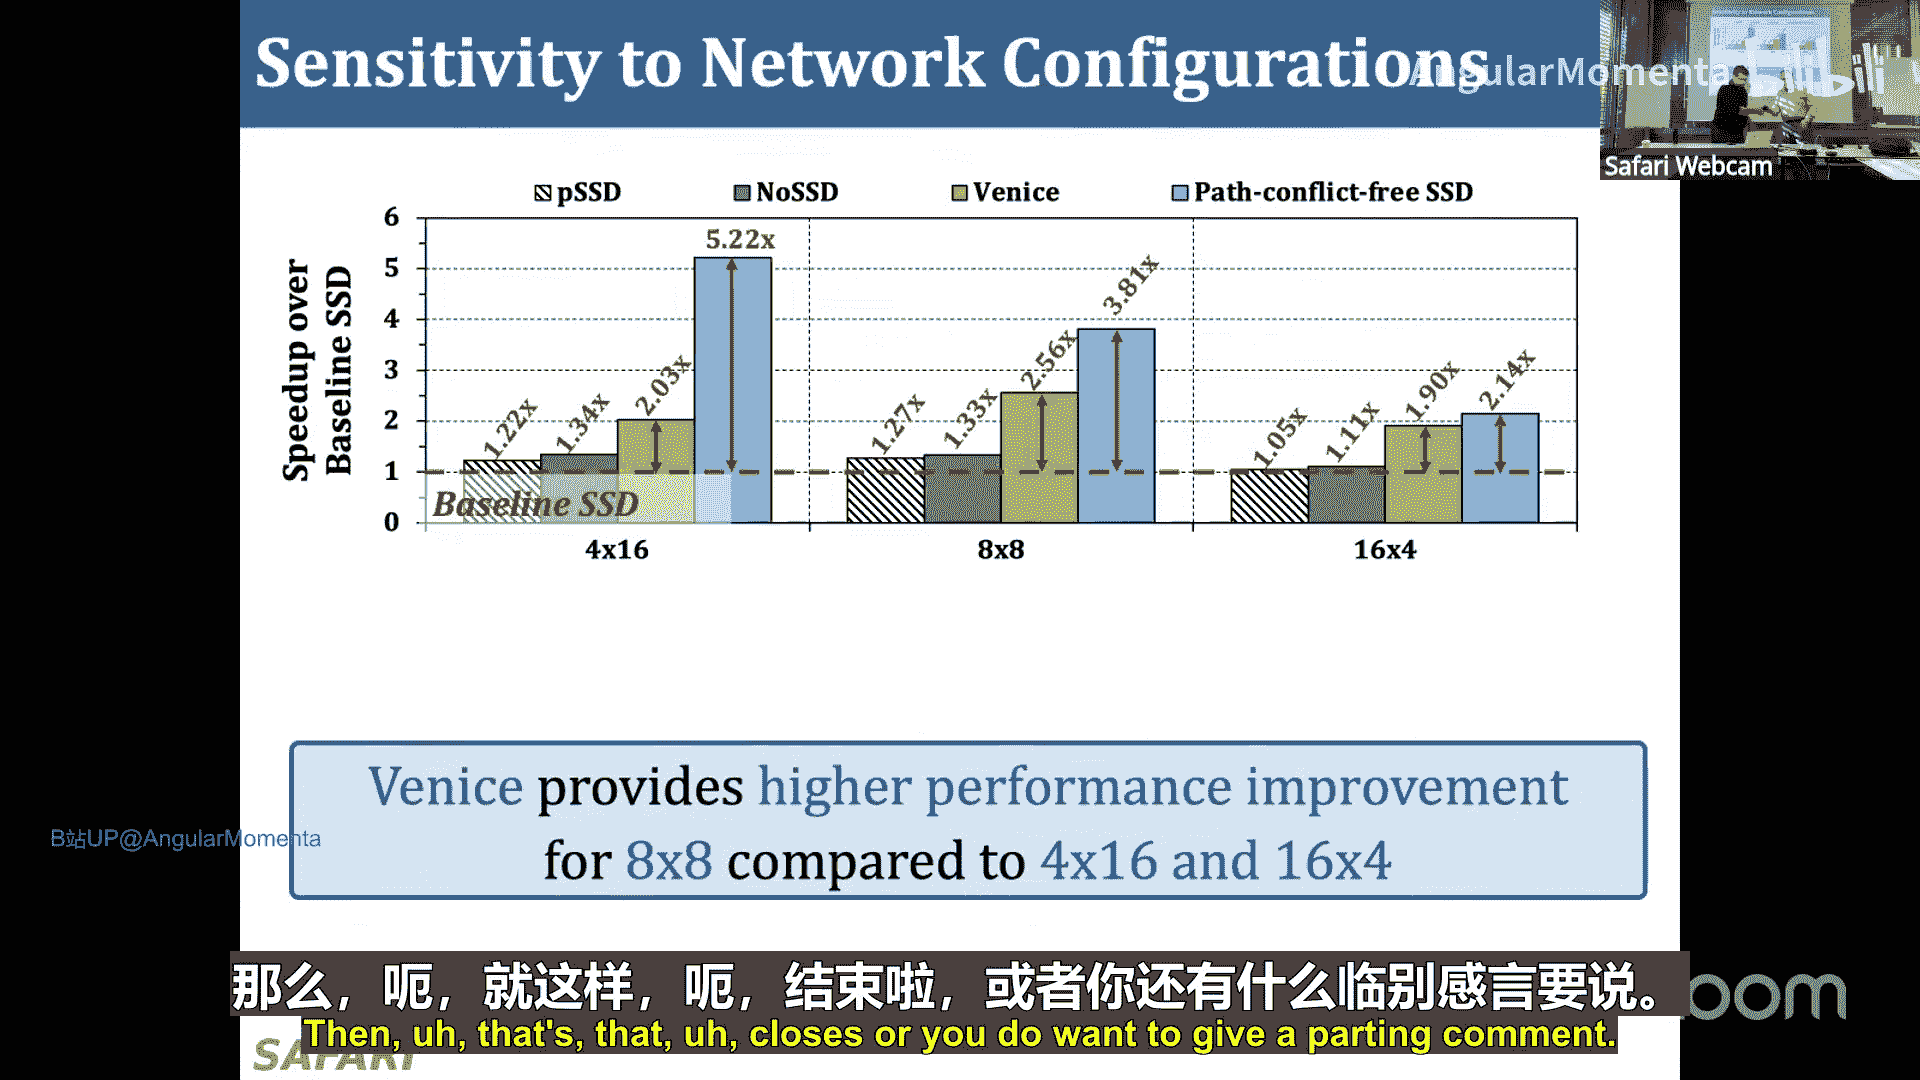 Sensitivity to Network Configurations
AngularMomenta
bilibili
Safari Webcam
pSSD NoSSD Venice Path-conflict-free SSD
Speedup over
Baseline SSD
6
5
4
3
2
1
0
1.22x 1.34x 2.03x 5.22x
1.27x 1.33x 2.56x 3.81x
1.05x 1.11x 1.90x 2.14x
Baseline SSD
4x16 8x8 16x4
Venice provides higher performance improvement
for 8x8 compared to 4x16 and 16x4
B站UP@AngularMomenta
那么，呃，就这样，呃，结束啦，或者你还有什么临别感言要说。
Then, uh, that's, that, uh, closes or you do want to give a parting comment.
SAFARI